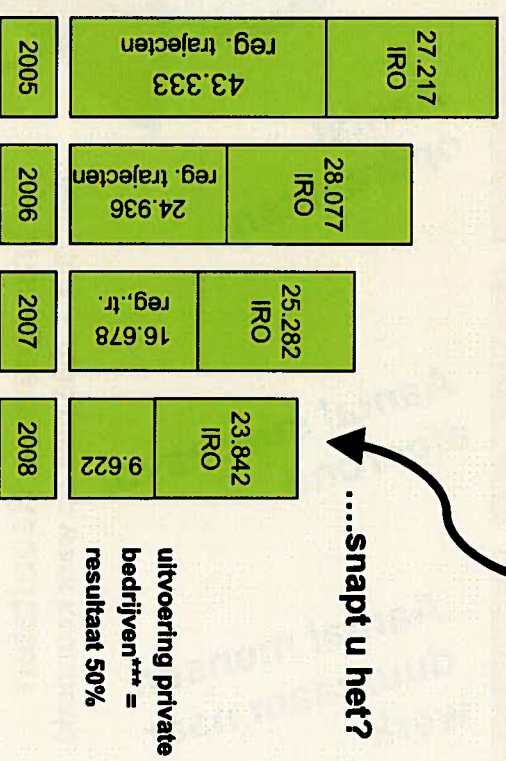 ....snapt u het?
27.217
IRO
43.333
reg. trajecten
2005
28.077
IRO
24.936
reg. trajecten
2006
25.282
IRO
16.678
reg,.tr.
2007
23.842
IRO
9.622
2008
uitvoering private
bedrijven*** =
resultaat 50%